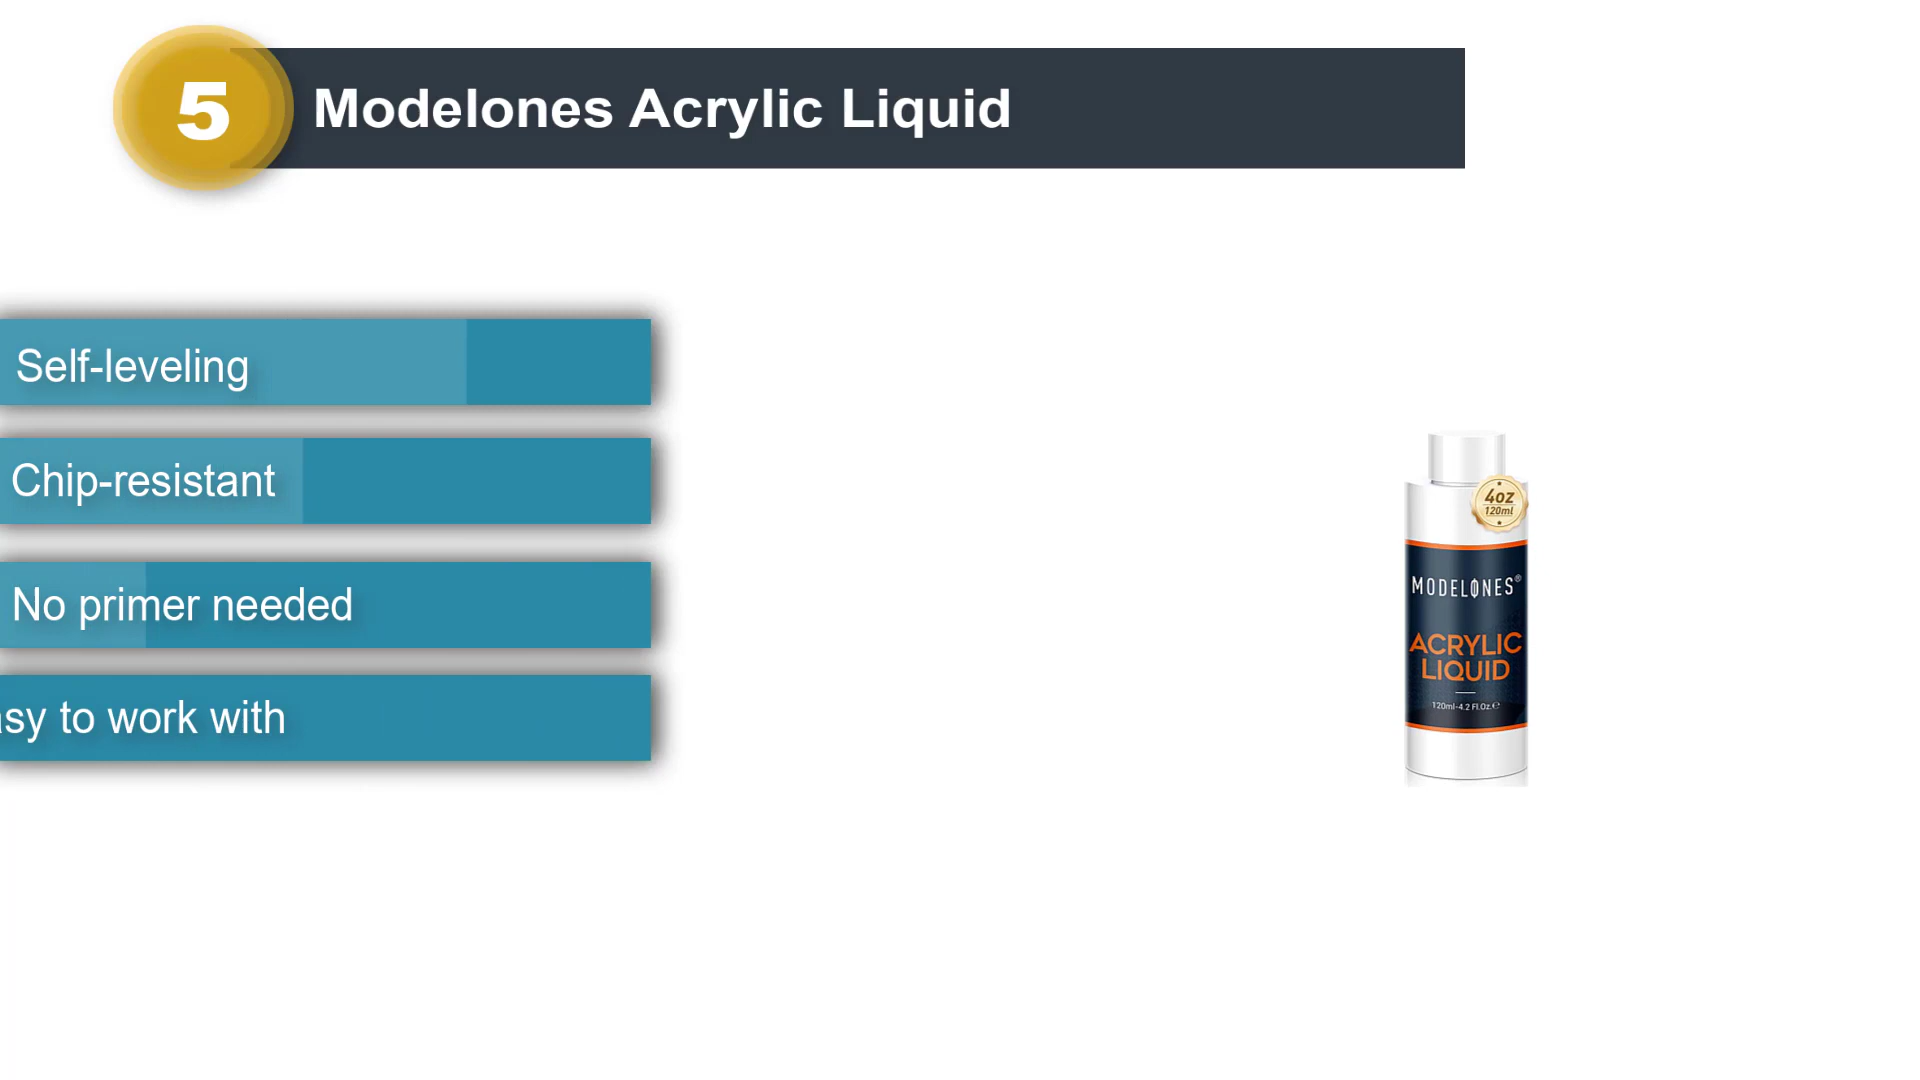 5
Modelones Acrylic Liquid
Self-leveling
Chip-resistant
No primer needed
to work with
4oz
120ml
MODELONES®
ACRYLIC
LIQUID
120ml-4.2 Fl.Oz.℮